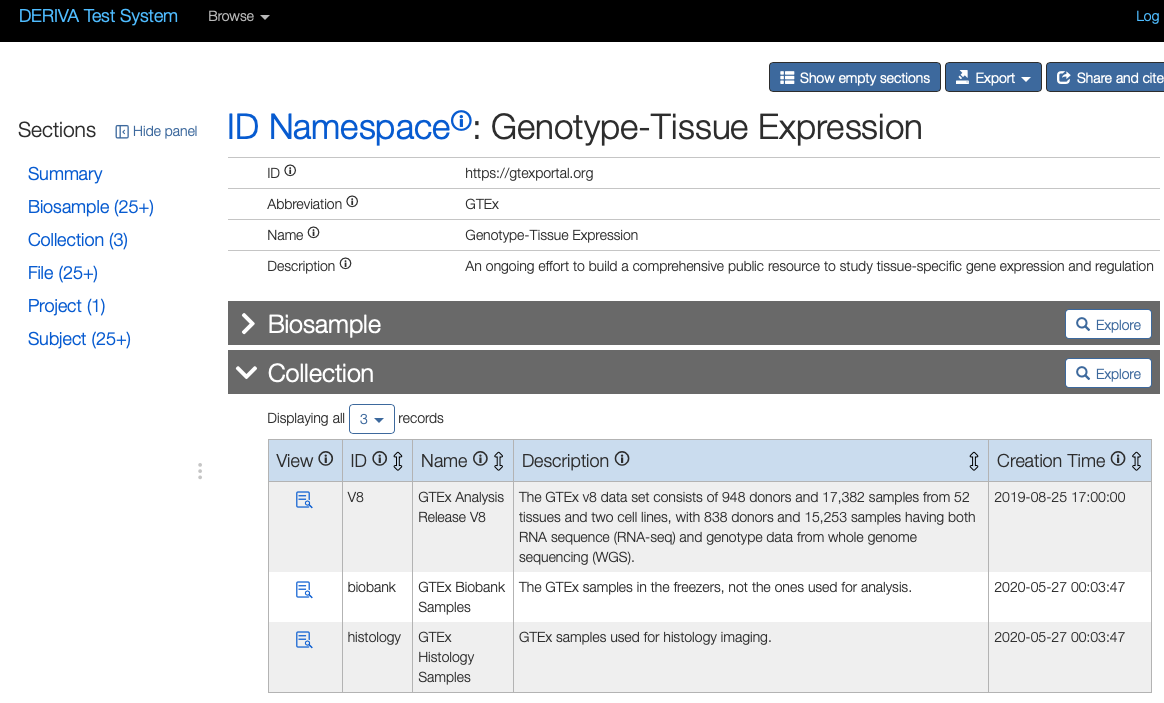 DERIVA Test System Browse Log
Show empty sections Export Share and cite
Sections Hide panel
ID Namespace: Genotype-Tissue Expression
Summary
Biosample (25+)
Collection (3)
File (25+)
Project (1)
Subject (25+)
ID https://gtexportal.org
Abbreviation GTEx
Name Genotype-Tissue Expression
Description An ongoing effort to build a comprehensive public resource to study tissue-specific gene expression and regulation
Biosample Explore
Collection Explore
Displaying all 3 records
View ID Name Description Creation Time
V8 GTEx Analysis The GTEx v8 data set consists of 948 donors and 17,382 samples from 52 2019-08-25 17:00:00
Release V8 tissues and two cell lines, with 838 donors and 15,253 samples having both
RNA sequence (RNA-seq) and genotype data from whole genome
sequencing (WGS).
biobank GTEx Biobank The GTEx samples in the freezers, not the ones used for analysis. 2020-05-27 00:03:47
Samples
histology GTEx GTEx samples used for histology imaging. 2020-05-27 00:03:47
Histology
Samples